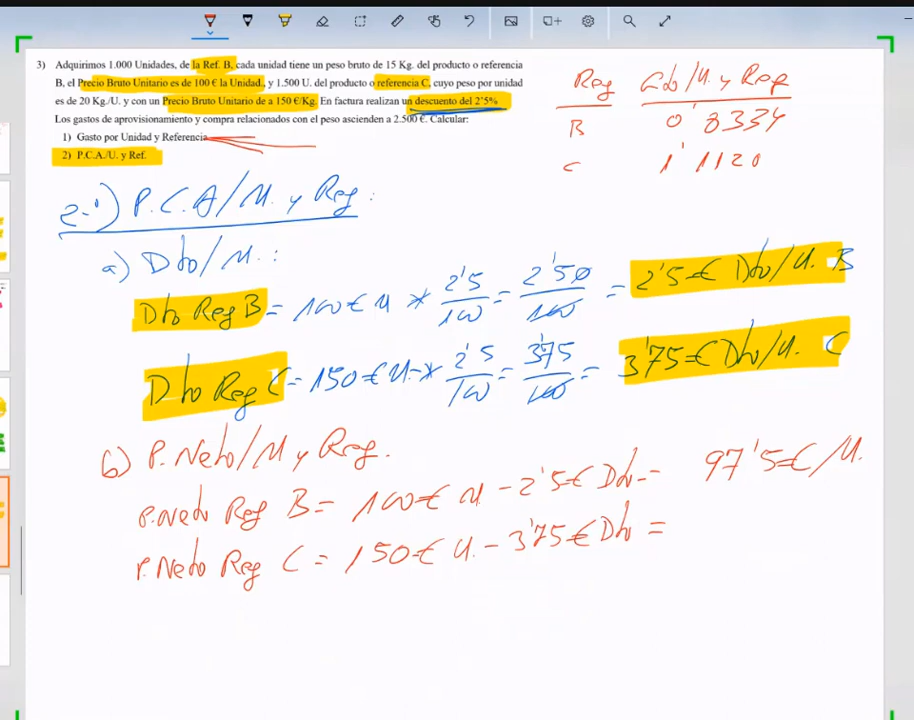 3) Adquirimos 1.000 Unidades, de la Ref. B, cada unidad tiene un peso bruto de 15 Kg. del producto o referencia
B, el Precio Bruto Unitario es de 100 € la Unidad., y 1.500 U. del producto o referencia C, cuyo peso por unidad
es de 20 Kg./U. y con un Precio Bruto Unitario de a 150 €/Kg. En factura realizan un descuento del 2'5%
Los gastos de aprovisionamiento y compra relacionados con el peso ascienden a 2.500 €. Calcular:
1) Gasto por Unidad y Referencia
2) P.C.A./U. y Ref.
Ref Gdo/U. y Ref
B 0'8334
C 1'1120
2-1) P.C.A/U. y Ref:
a) Dto/U.:
Dto Ref B = 100 € U * 2'5/100 = 2'50/100 = 2'5 € Dto/U. B
Dto Ref C = 150 € U * 2'5/100 = 3'75/100 = 3'75 € Dto/U. C
b) P. Neto/U y Ref.
P. Neto Ref B = 100 € U - 2'5 € Dto = 97'5 €/U.
P. Neto Ref C = 150 € U. - 3'75 € Dto =